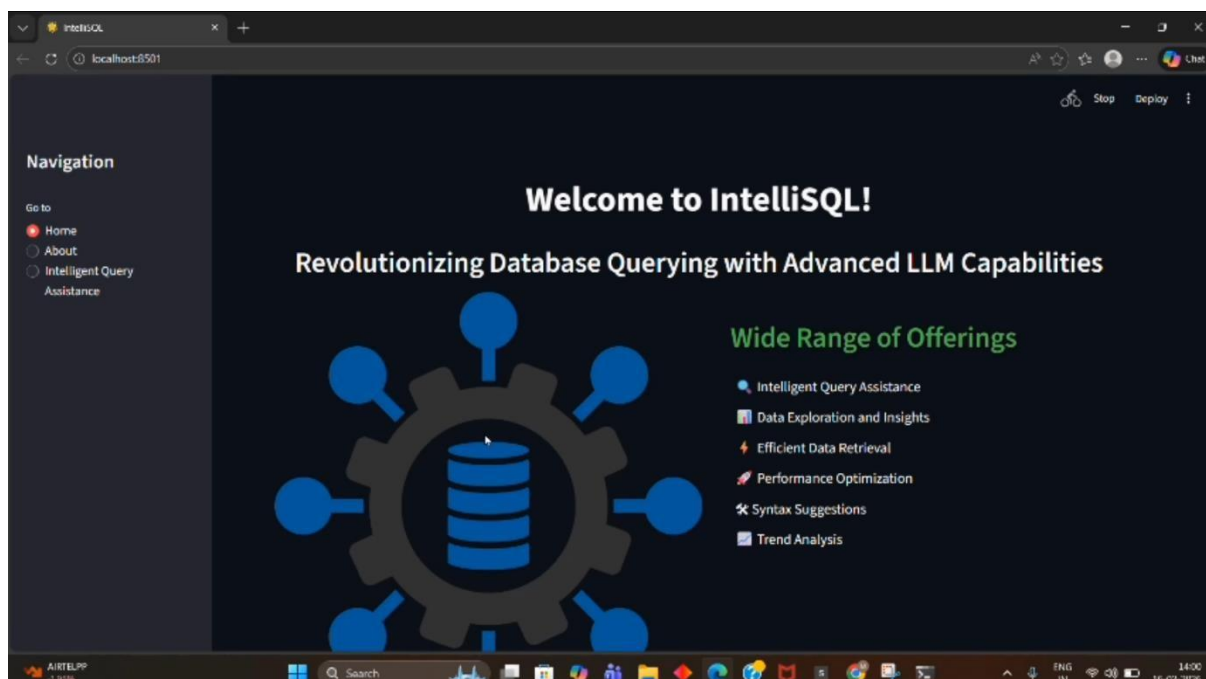 IntelliSQL
localhost:8501
Chat
Stop Deploy
Navigation
Go to
Home
About
Intelligent Query
Assistance
Welcome to IntelliSQL!
Revolutionizing Database Querying with Advanced LLM Capabilities
Wide Range of Offerings
Intelligent Query Assistance
Data Exploration and Insights
Efficient Data Retrieval
Performance Optimization
Syntax Suggestions
Trend Analysis
AIRTELPP
Search
ENG
IN
14:00